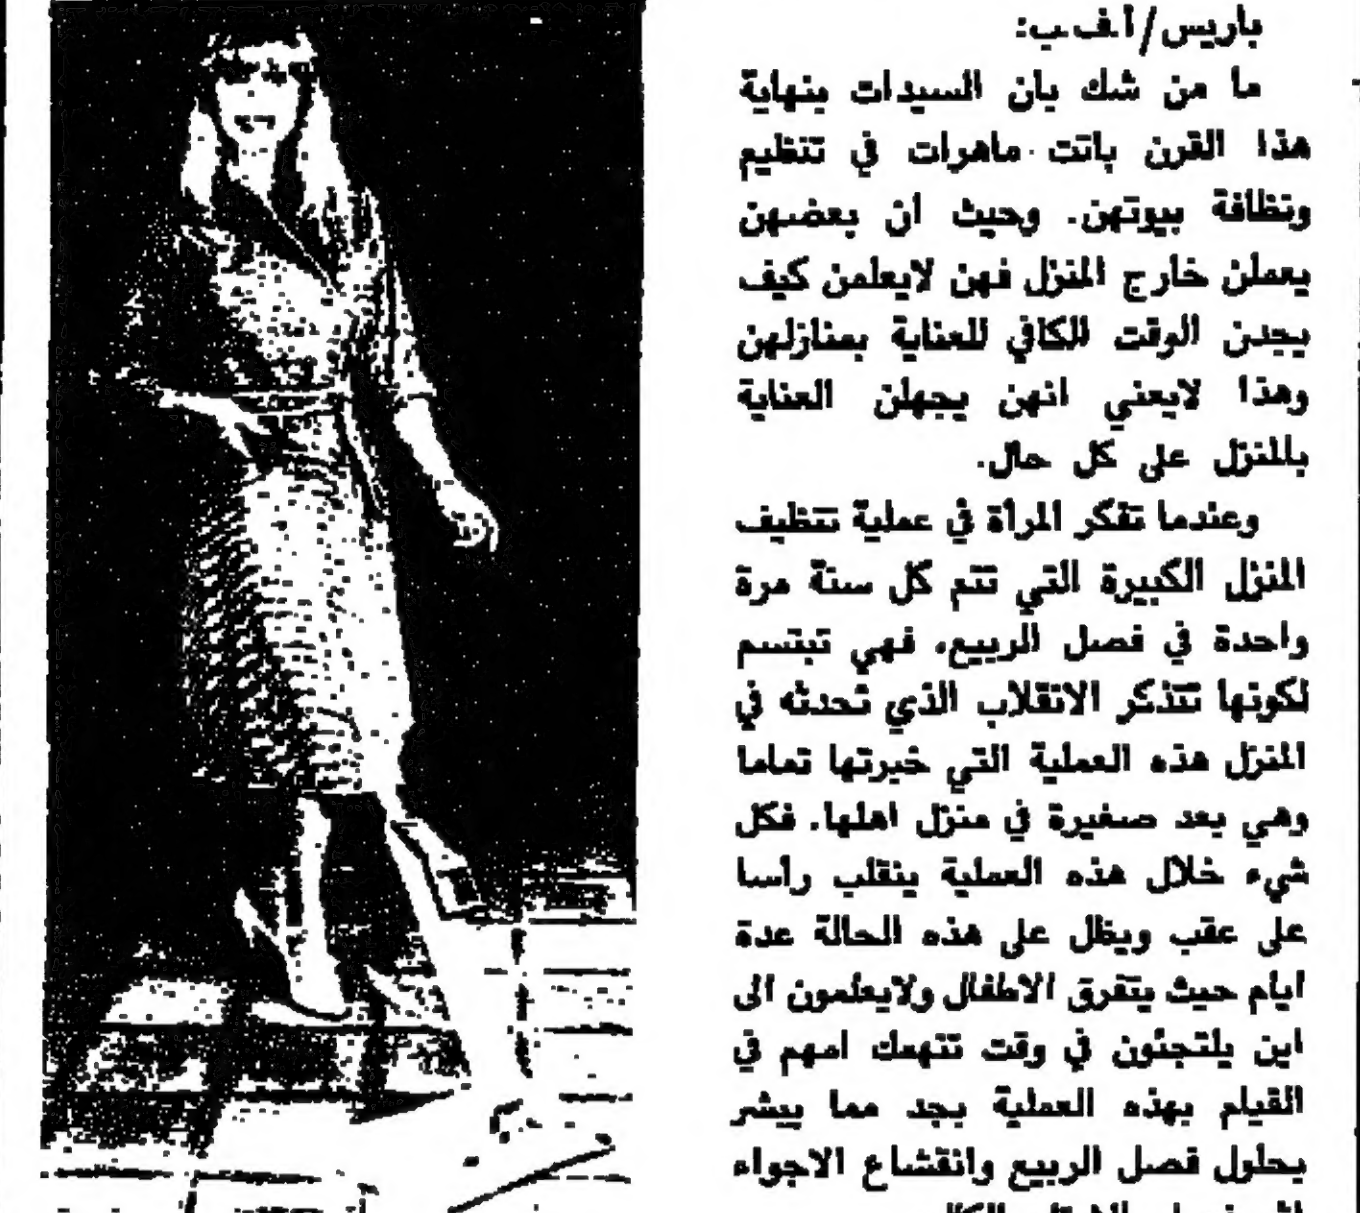 باريس/أ.ف.ب:
ما من شك بان السيدات بنهاية
هذا القرن باتت ماهرات في تنظيم
ونظافة بيوتهن. وحيث ان بعضهن
يعملن خارج المنزل فهن لايعلمن كيف
يجدن الوقت للكافي للعناية بمنازلهن
وهذا لايعني انهن يجهلن العناية
بالمنزل على كل حال.
وعندما تفكر المرأة في عملية تنظيف
المنزل الكبيرة التي تتم كل سنة مرة
واحدة في فصل الربيع، فهي تبتسم
لكونها تتذكر الانقلاب الذي تحدثه في
المنزل هذه العملية التي خبرتها تماما
وهي بعد صغيرة في منزل اهلها. فكل
شيء خلال هذه العملية ينقلب رأسا
على عقب ويظل على هذه الحالة عدة
ايام حيث يتفرق الاطفال ولايعلمون الى
اين يلتجئون في وقت تنهمك امهم في
القيام بهذه العملية بجد مما يبشر
بحلول فصل الربيع وانقشاع الاجواء